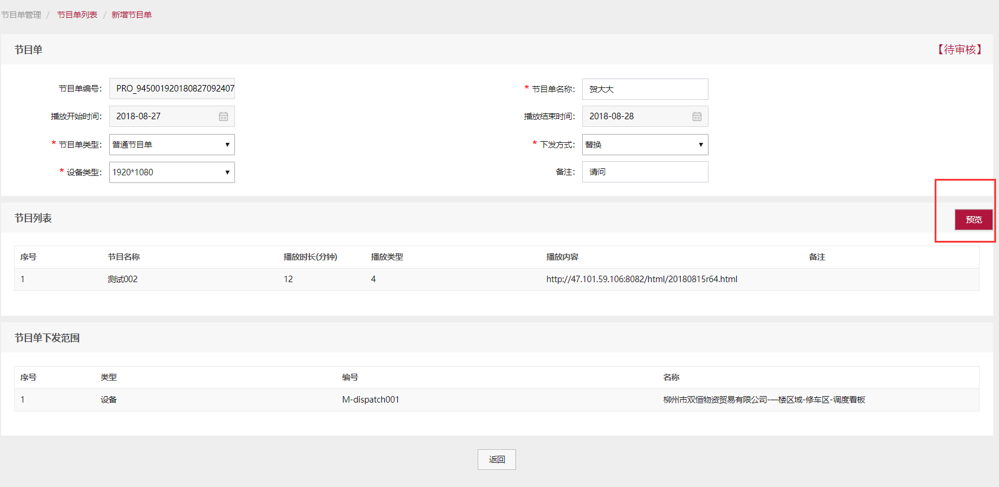 节目单管理 / 节目单列表 / 新增节目单
节目单 【待审核】
节目单编号: PRO_945001920180827092407 * 节目单名称: 贺大大
播放开始时间: 2018-08-27 播放结束时间: 2018-08-28
* 节目单类型: 普通节目单 * 下发方式: 替换
* 设备类型: 1920*1080 备注: 请问
节目列表 预览
序号 节目名称 播放时长(分钟) 播放类型 播放内容 备注
1 测试002 12 4 http://47.101.59.106:8082/html/20180815r64.html
节目单下发范围
序号 类型 编号 名称
1 设备 M-dispatch001 柳州市双恒物资贸易有限公司-一楼区域-修车区-调度看板
返回